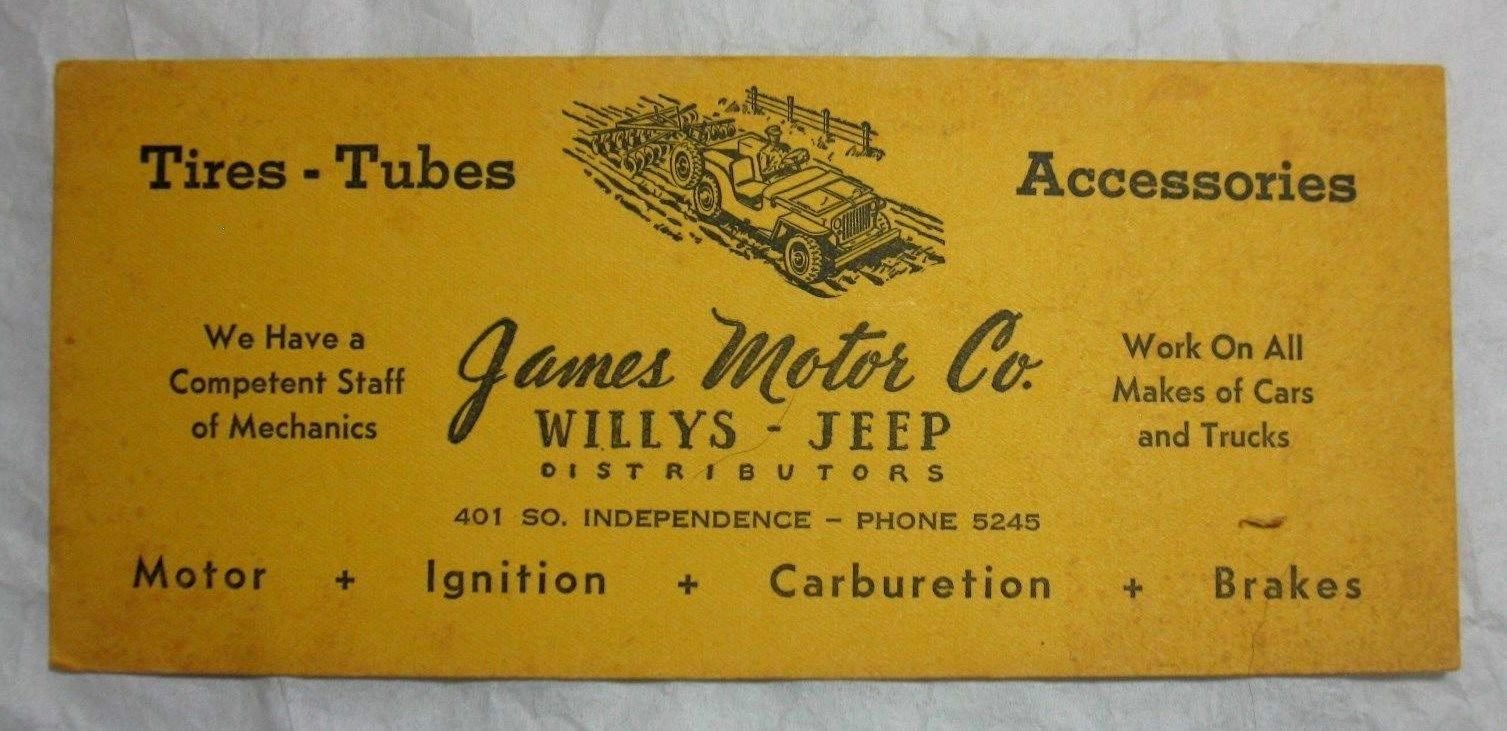 Tires - Tubes
Accessories
We Have a
Competent Staff
of Mechanics
James Motor Co.
WILLYS - JEEP
DISTRIBUTORS
Work On All
Makes of Cars
and Trucks
401 SO. INDEPENDENCE – PHONE 5245
Motor + Ignition + Carburetion + Brakes